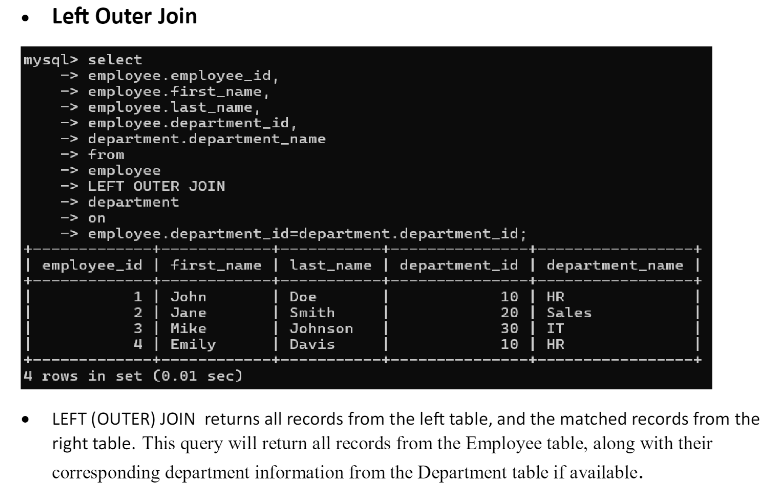 • Left Outer Join
mysql> select
    -> employee.employee_id,
    -> employee.first_name,
    -> employee.last_name,
    -> employee.department_id,
    -> department.department_name
    -> from
    -> employee
    -> LEFT OUTER JOIN
    -> department
    -> on
    -> employee.department_id=department.department_id;
+-------------+------------+-----------+---------------+-----------------+
| employee_id | first_name | last_name | department_id | department_name |
+-------------+------------+-----------+---------------+-----------------+
|           1 | John       | Doe       |            10 | HR              |
|           2 | Jane       | Smith     |            20 | Sales           |
|           3 | Mike       | Johnson   |            30 | IT              |
|           4 | Emily      | Davis     |            10 | HR              |
+-------------+------------+-----------+---------------+-----------------+
4 rows in set (0.01 sec)
• LEFT (OUTER) JOIN returns all records from the left table, and the matched records from the
right table. This query will return all records from the Employee table, along with their
corresponding department information from the Department table if available.